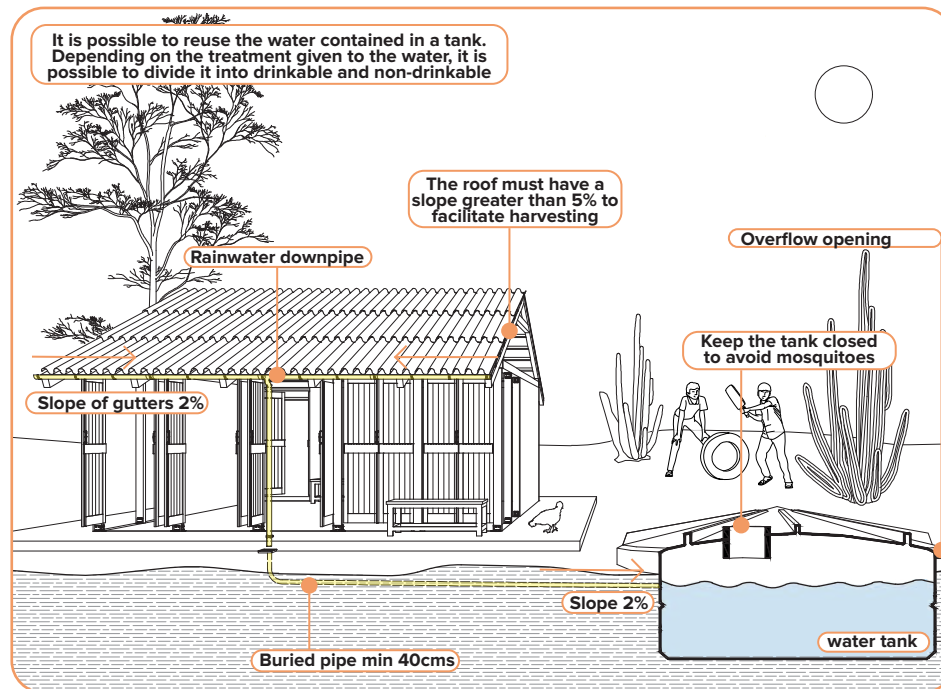 It is possible to reuse the water contained in a tank.
Depending on the treatment given to the water, it is
possible to divide it into drinkable and non-drinkable
The roof must have a
slope greater than 5% to
facilitate harvesting
Overflow opening
Rainwater downpipe
Keep the tank closed
to avoid mosquitoes
Slope of gutters 2%
Slope 2%
water tank
Buried pipe min 40cms